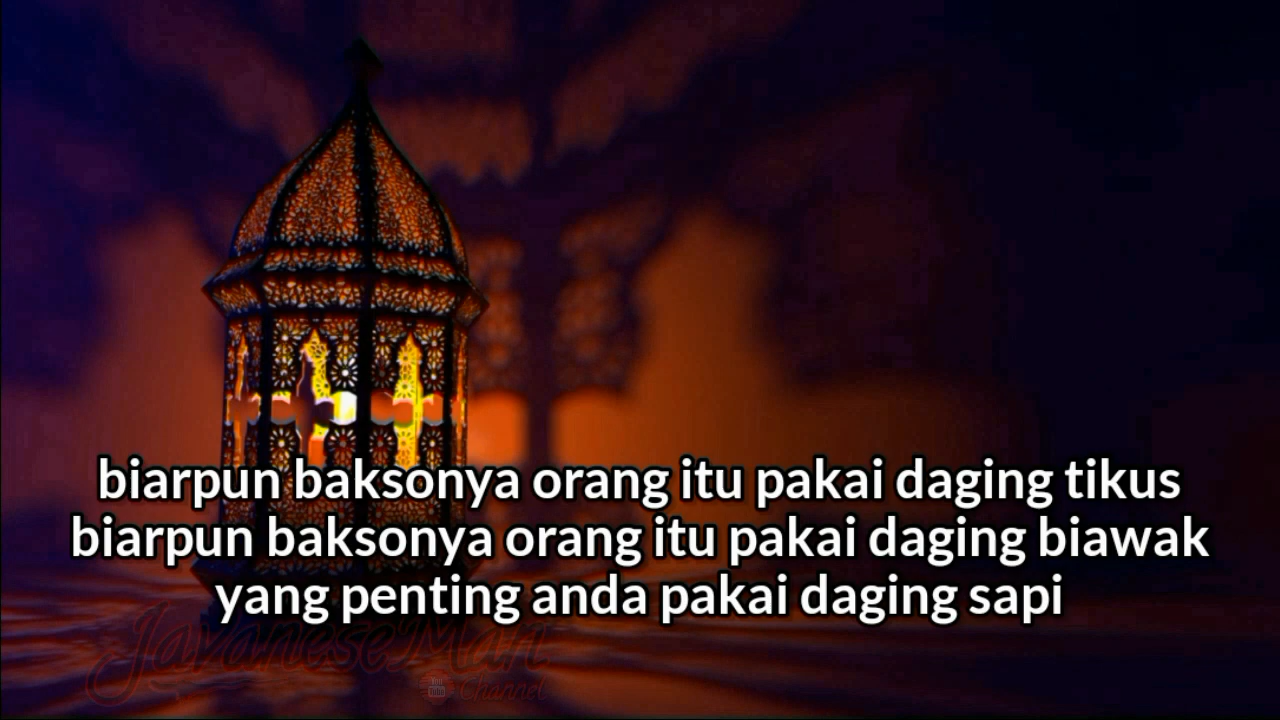 biarpun baksonya orang itu pakai daging tikus
biarpun baksonya orang itu pakai daging biawak
yang penting anda pakai daging sapi
JavaneseMan
Channel